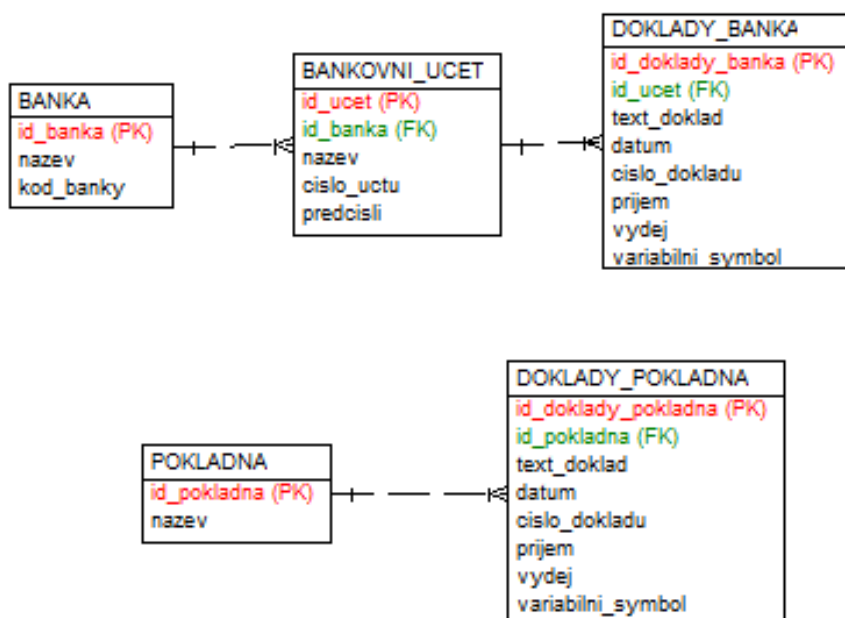 BANKA
id_banka (PK)
nazev
kod_banky
BANKOVNI_UCET
id_ucet (PK)
id_banka (FK)
nazev
cislo_uctu
predcisli
DOKLADY_BANKA
id_doklady_banka (PK)
id_ucet (FK)
text_doklad
datum
cislo_dokladu
prijem
vydej
variabilni_symbol
POKLADNA
id_pokladna (PK)
nazev
DOKLADY_POKLADNA
id_doklady_pokladna (PK)
id_pokladna (FK)
text_doklad
datum
cislo_dokladu
prijem
vydej
variabilni_symbol